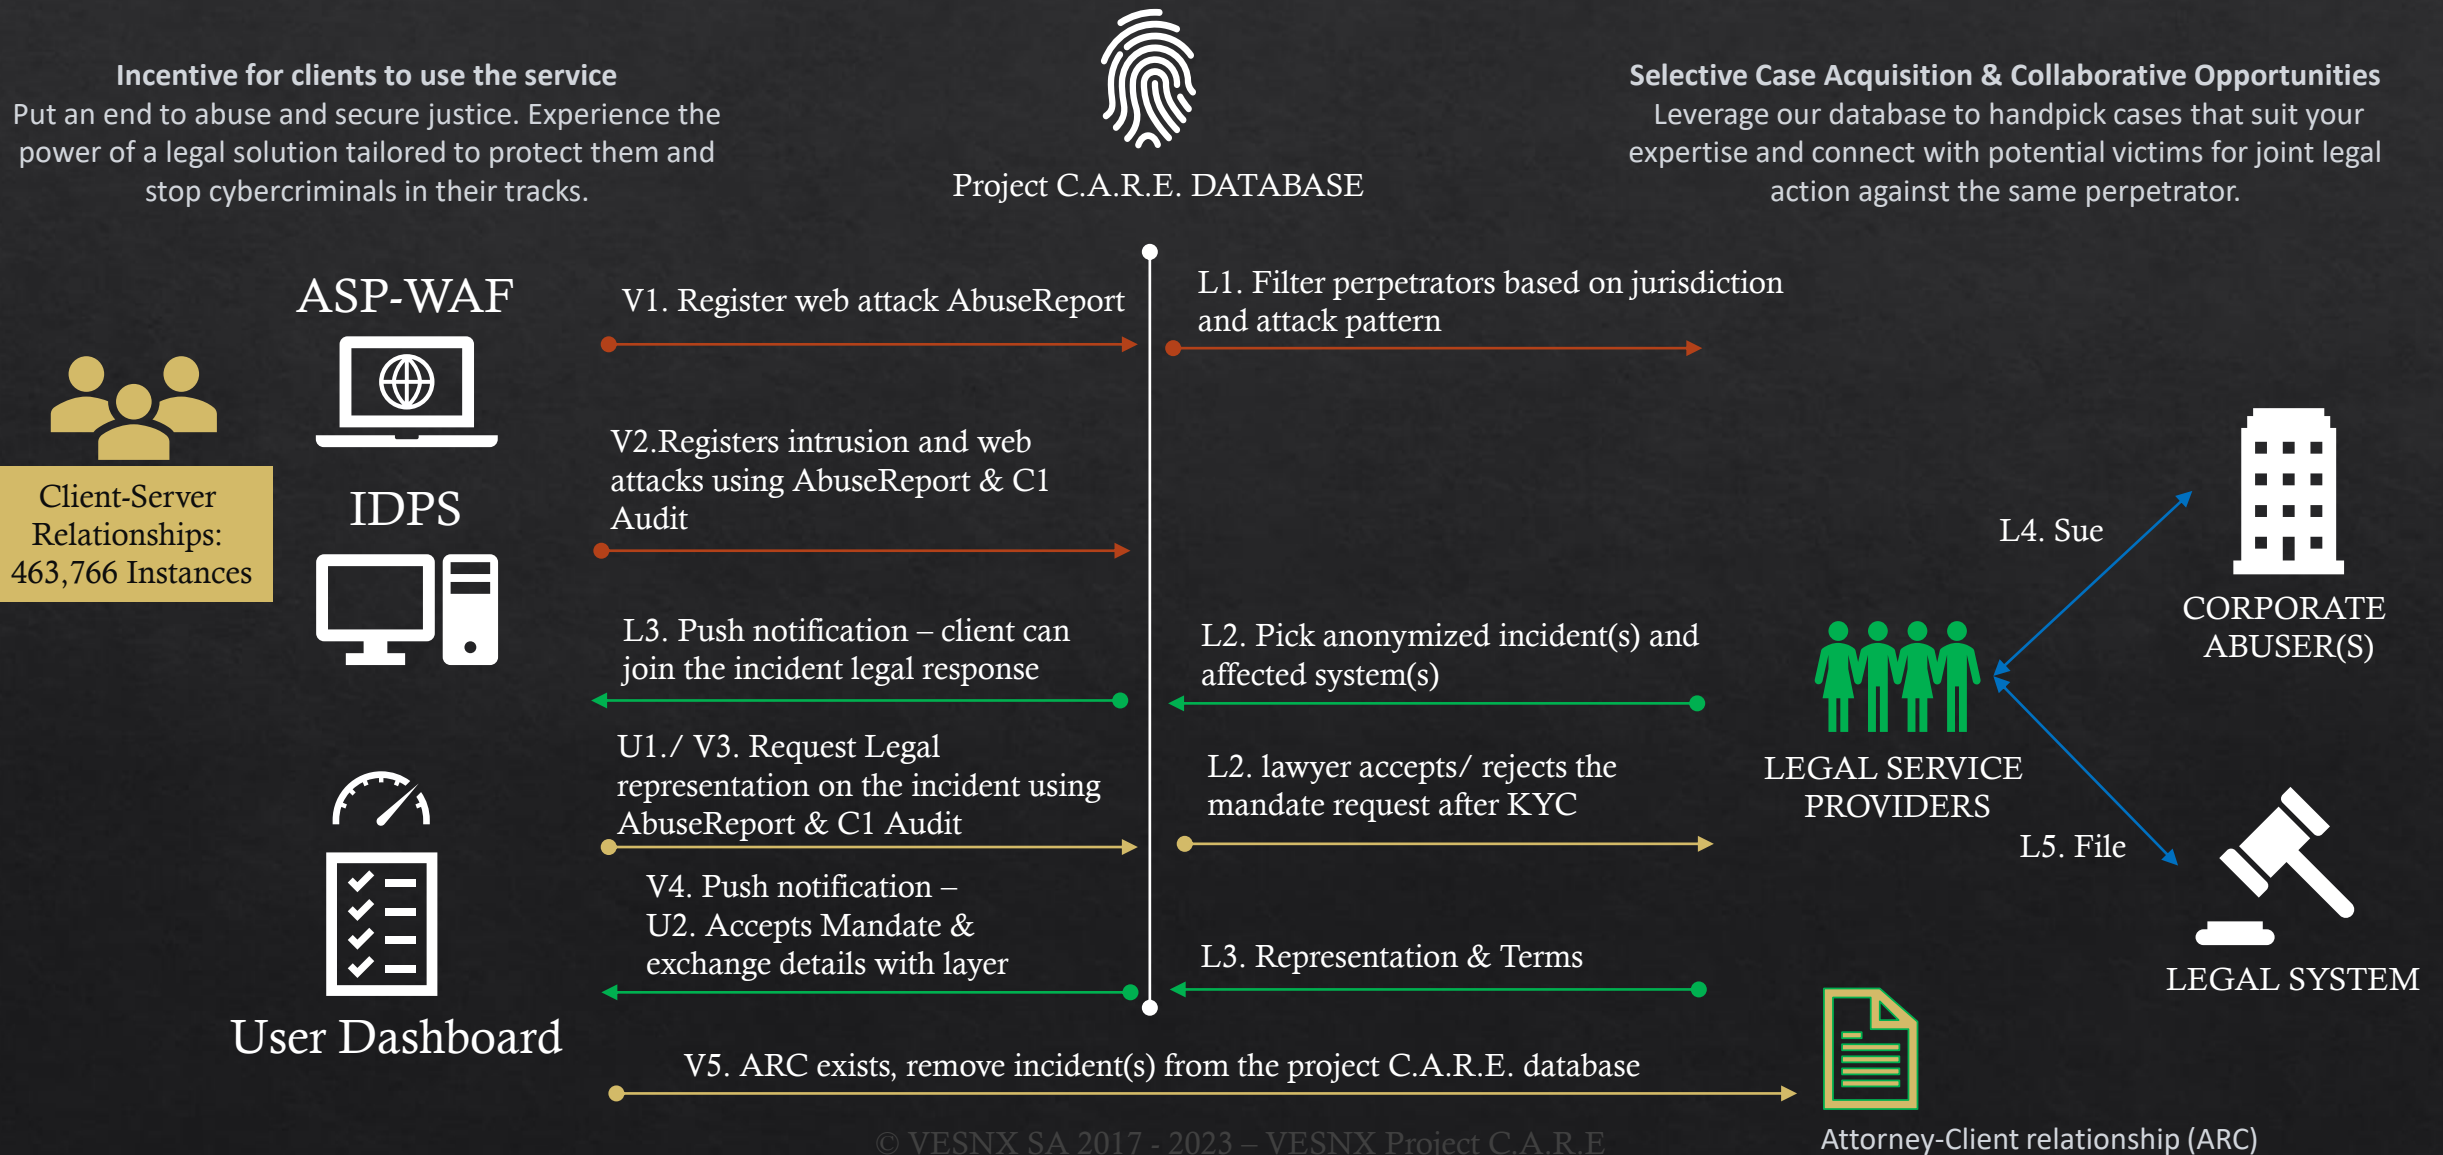 Incentive for clients to use the service
Put an end to abuse and secure justice. Experience the
power of a legal solution tailored to protect them and
stop cybercriminals in their tracks.
Project C.A.R.E. DATABASE
Selective Case Acquisition & Collaborative Opportunities
Leverage our database to handpick cases that suit your
expertise and connect with potential victims for joint legal
action against the same perpetrator.
ASP-WAF
V1. Register web attack AbuseReport
L1. Filter perpetrators based on jurisdiction
and attack pattern
Client-Server
Relationships:
463,766 Instances
IDPS
V2.Registers intrusion and web
attacks using AbuseReport & C1
Audit
L4. Sue
CORPORATE
ABUSER(S)
L3. Push notification – client can
join the incident legal response
L2. Pick anonymized incident(s) and
affected system(s)
U1./ V3. Request Legal
representation on the incident using
AbuseReport & C1 Audit
L2. lawyer accepts/ rejects the
mandate request after KYC
LEGAL SERVICE
PROVIDERS
L5. File
V4. Push notification –
U2. Accepts Mandate &
exchange details with layer
L3. Representation & Terms
LEGAL SYSTEM
User Dashboard
V5. ARC exists, remove incident(s) from the project C.A.R.E. database
Attorney-Client relationship (ARC)
© VESNX SA 2017 - 2023 – VESNX Project C.A.R.E